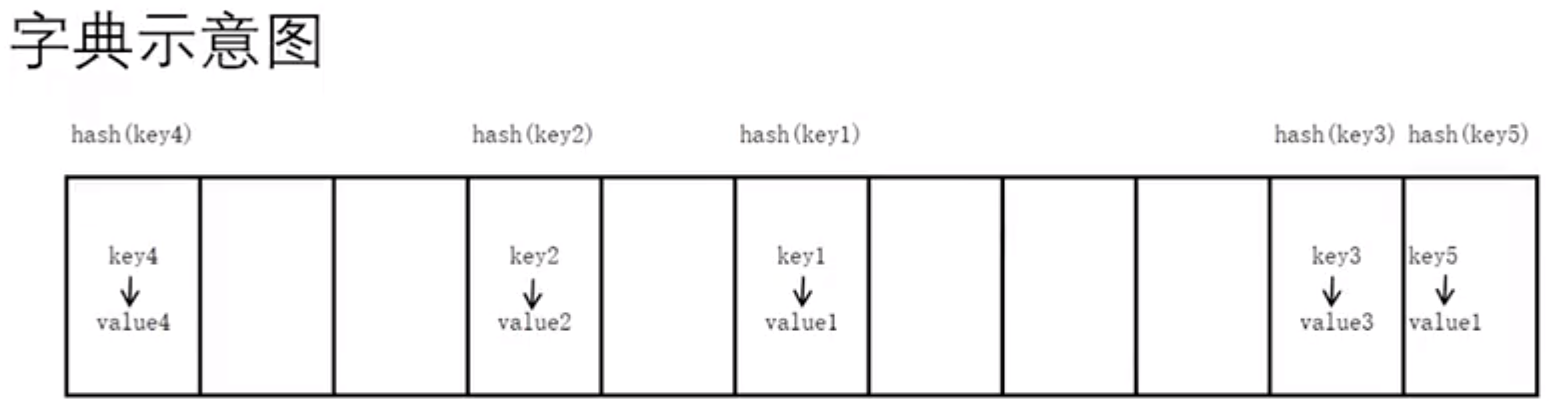 字典示意图
hash(key4) hash(key2) hash(key1) hash(key3) hash(key5)
key4 key2 key1 key3 key5
value4 value2 value1 value3 value1